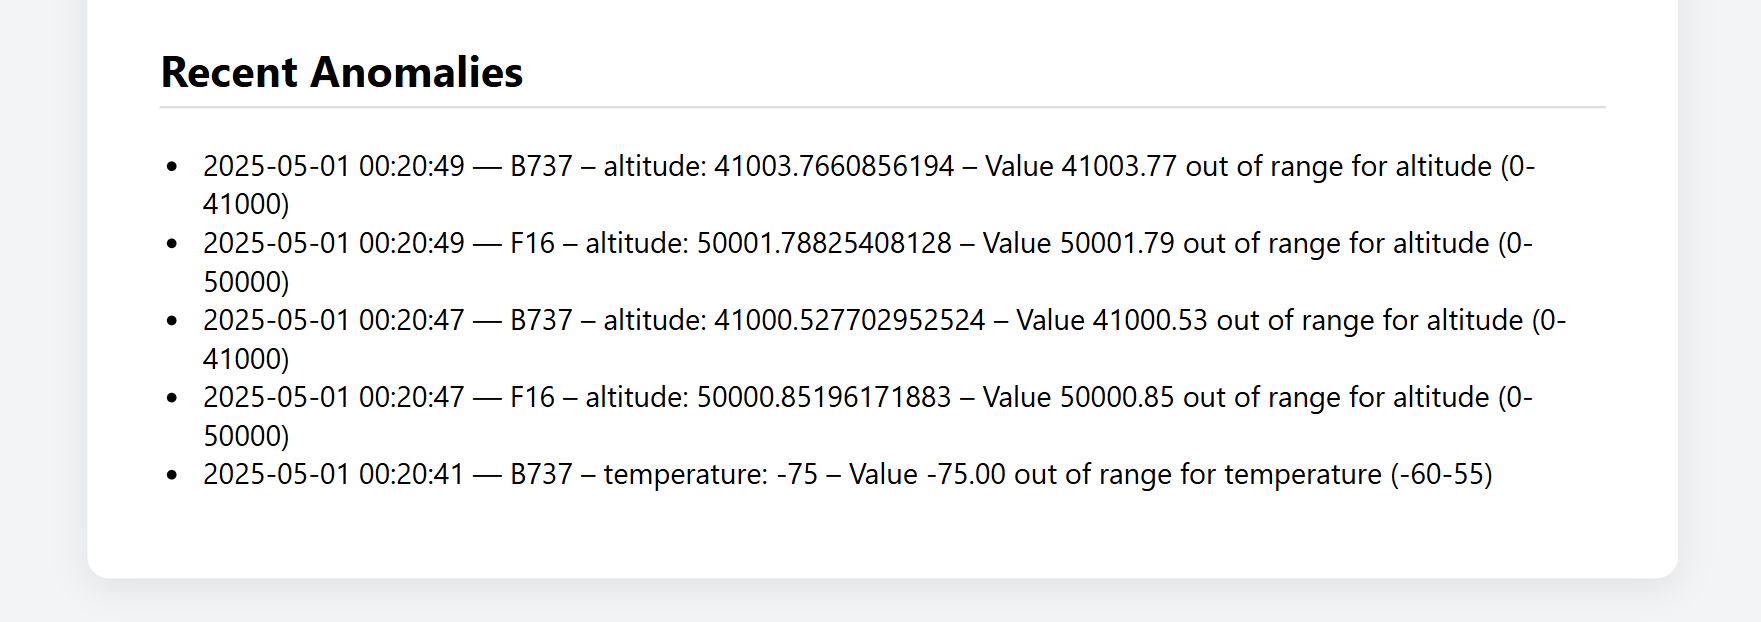 Recent Anomalies
• 2025-05-01 00:20:49 — B737 – altitude: 41003.7660856194 – Value 41003.77 out of range for altitude (0-
41000)
• 2025-05-01 00:20:49 — F16 – altitude: 50001.78825408128 – Value 50001.79 out of range for altitude (0-
50000)
• 2025-05-01 00:20:47 — B737 – altitude: 41000.527702952524 – Value 41000.53 out of range for altitude (0-
41000)
• 2025-05-01 00:20:47 — F16 – altitude: 50000.85196171883 – Value 50000.85 out of range for altitude (0-
50000)
• 2025-05-01 00:20:41 — B737 – temperature: -75 – Value -75.00 out of range for temperature (-60-55)